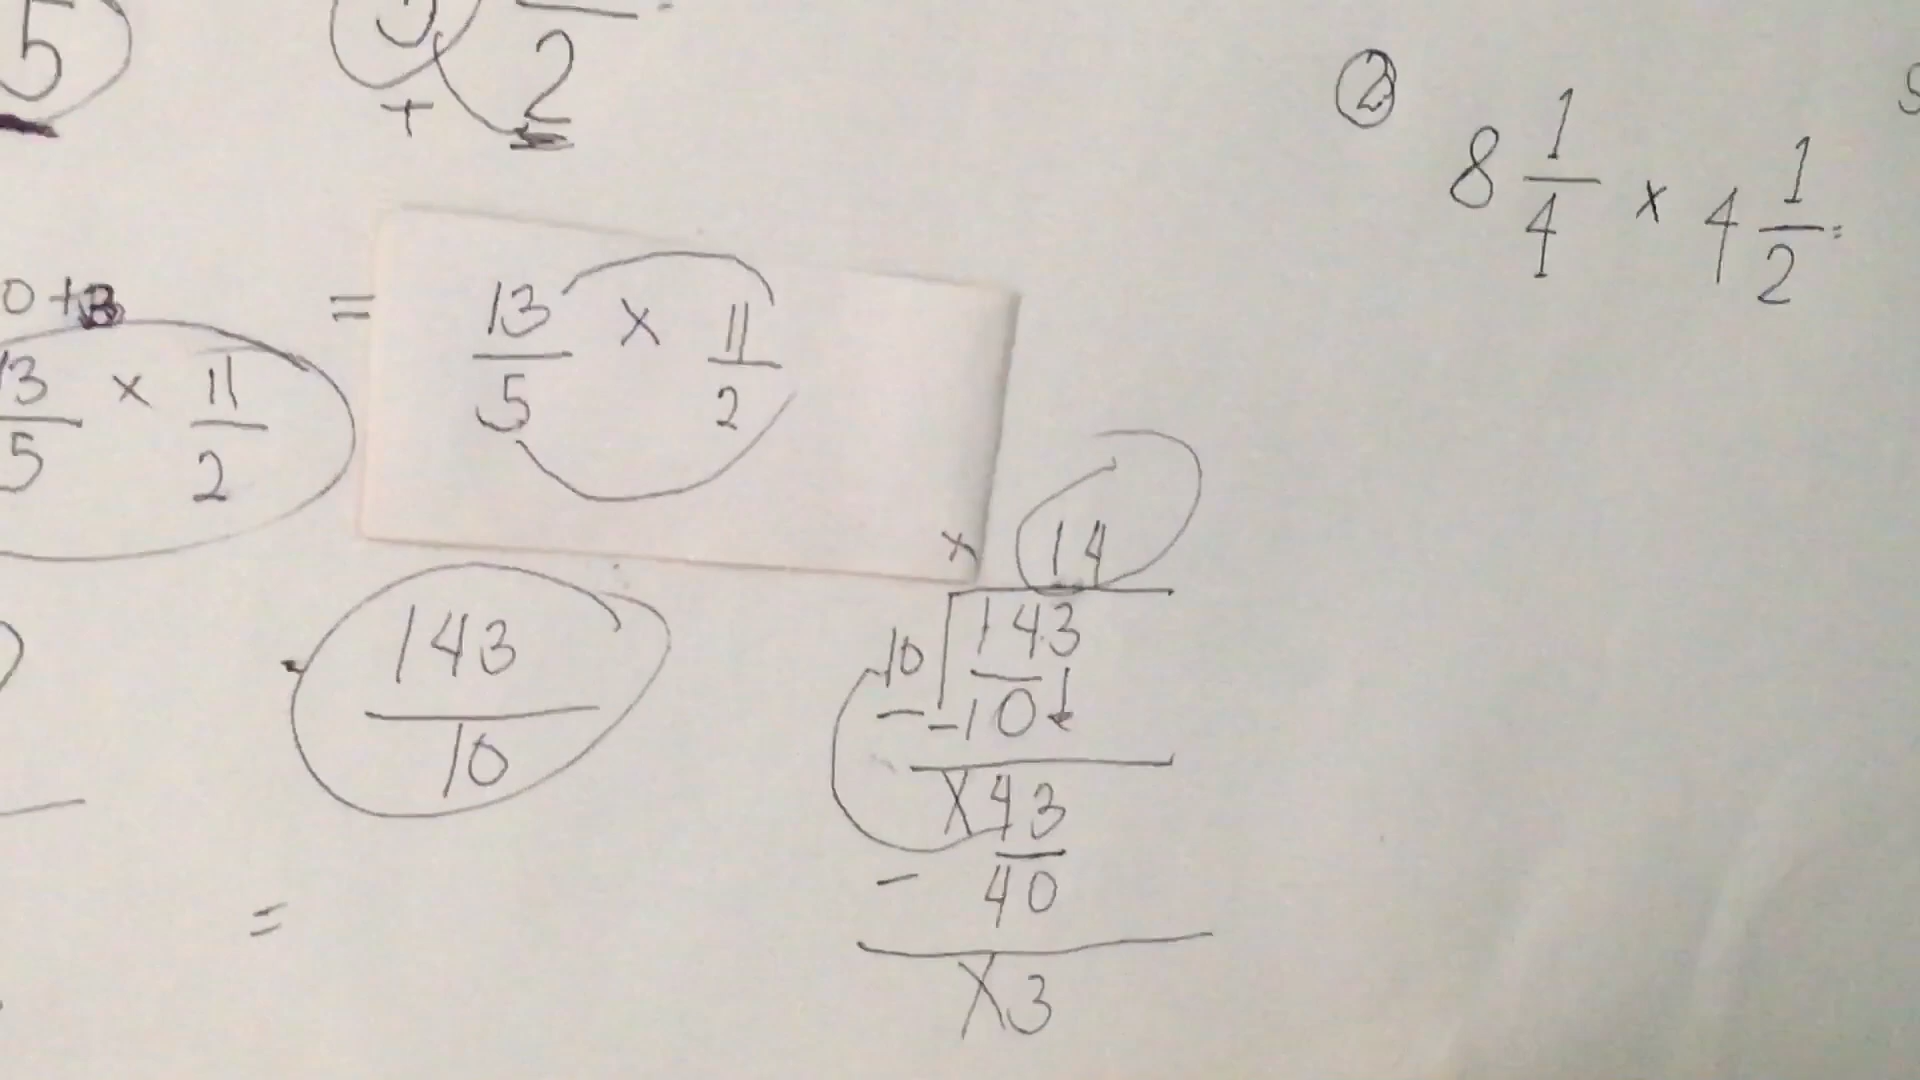 5 5 —
2
+
0+3 =
13/5 × 11/2
13/5 × 11/2
143/10
=
× 14
10 143
- -10
×43
- 40
×3
② 8 1/4 × 4 1/2 =